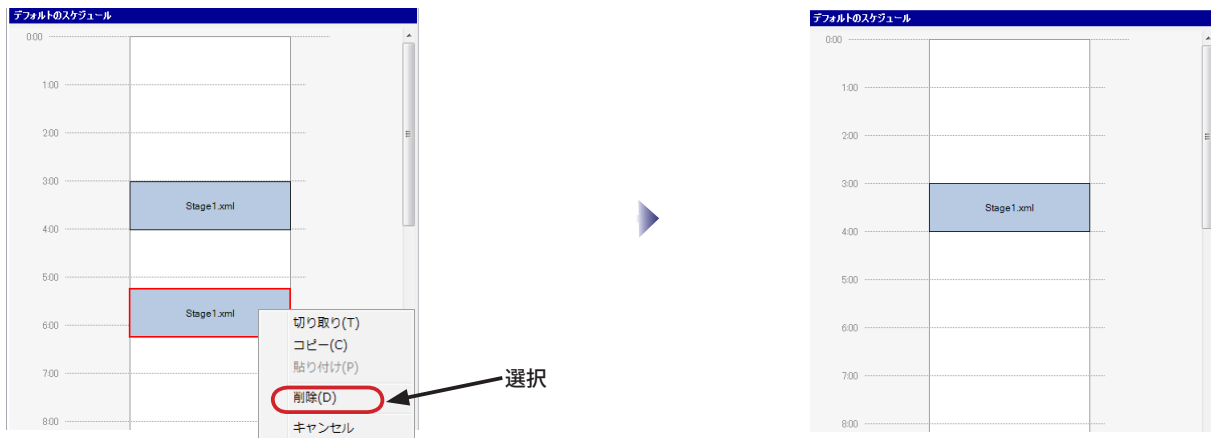 デフォルトのスケジュール
0:00
1:00
2:00
3:00
Stage1.xml
4:00
5:00
Stage1.xml
6:00
7:00
8:00
切り取り(T)
コピー(C)
貼り付け(P)
削除(D)
キャンセル
選択
デフォルトのスケジュール
0:00
1:00
2:00
3:00
Stage1.xml
4:00
5:00
6:00
7:00
8:00